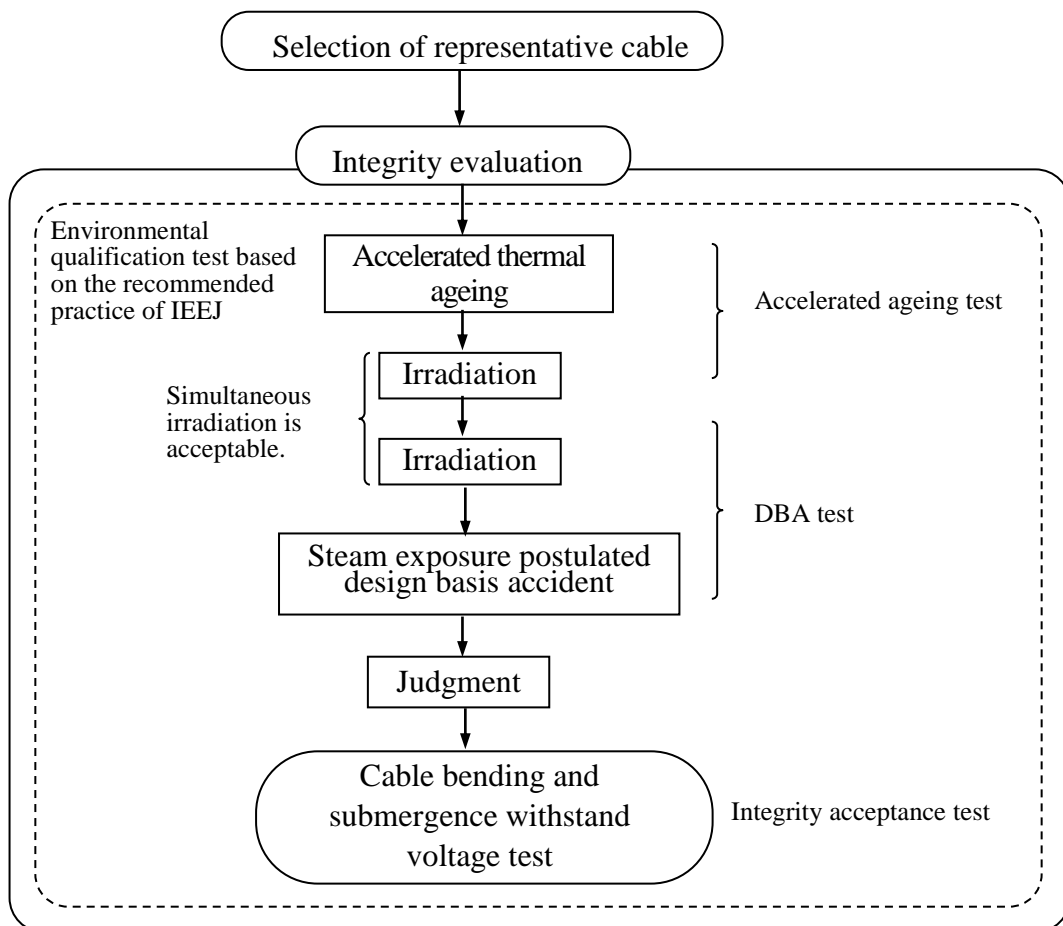 Selection of representative cable
Integrity evaluation
Environmental
qualification test based
on the recommended
practice of IEEJ
Accelerated thermal
ageing
Accelerated ageing test
Irradiation
Simultaneous
irradiation is
acceptable.
Irradiation
DBA test
Steam exposure postulated
design basis accident
Judgment
Cable bending and
submergence withstand
voltage test
Integrity acceptance test